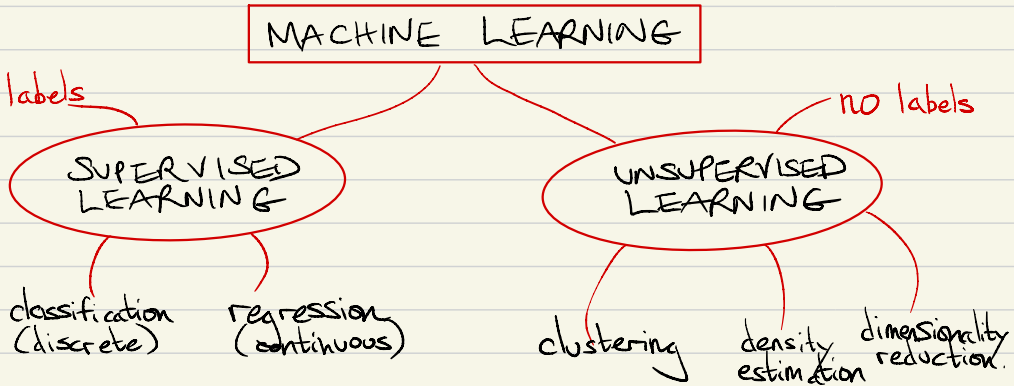 MACHINE LEARNING
labels
no labels
SUPERVISED
LEARNING
UNSUPERVISED
LEARNING
classification
(discrete)
regression
(continuous)
clustering
density
estimation
dimensionality
reduction.